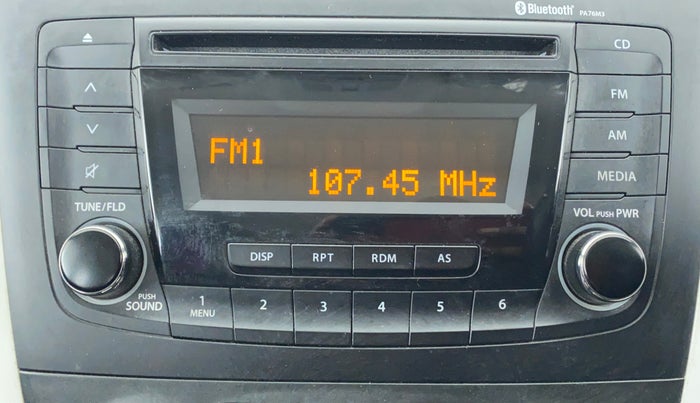 Bluetooth PA76M3
CD
FM
AM
MEDIA
FM1
107.45 MHz
TUNE/FLD
VOL PUSH PWR
DISP RPT RDM AS
PUSH
SOUND
1 2 3 4 5 6
MENU